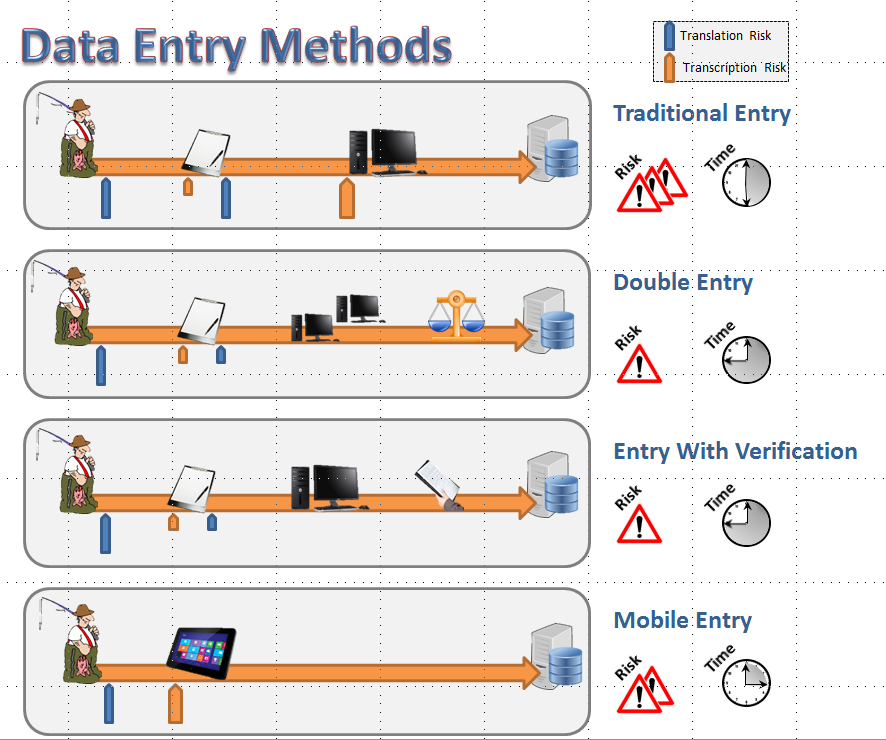 Data Entry Methods
Translation Risk
Transcription Risk
Traditional Entry
Risk
Time
Double Entry
Risk
Time
Entry With Verification
Risk
Time
Mobile Entry
Risk
Time